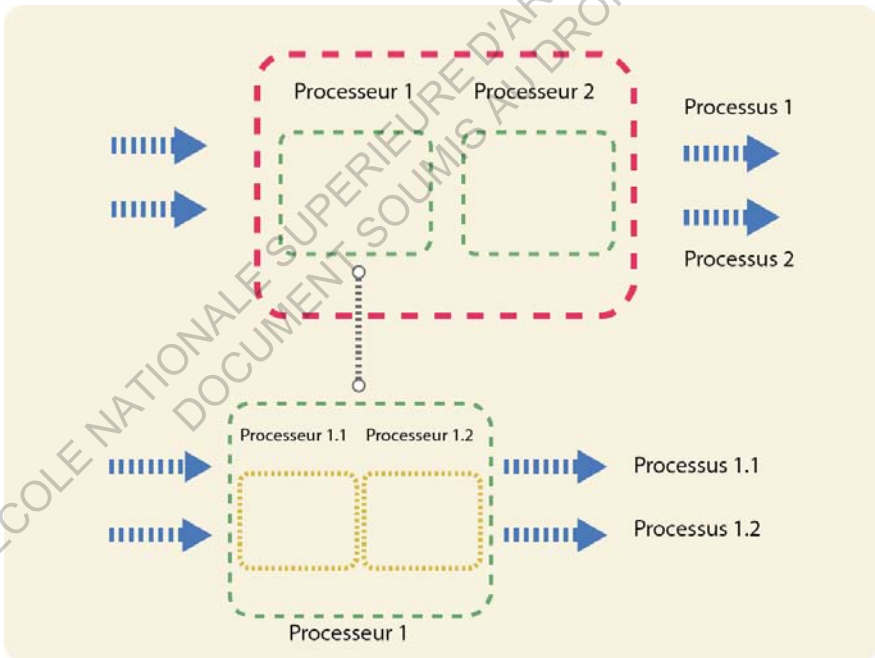 ECOLE NATIONALE SUPERIEURE D'AR
DOCUMENT SOUMIS AU DRO
Processeur 1 Processeur 2
Processus 1
Processus 2
Processeur 1.1 Processeur 1.2
Processus 1.1
Processus 1.2
Processeur 1